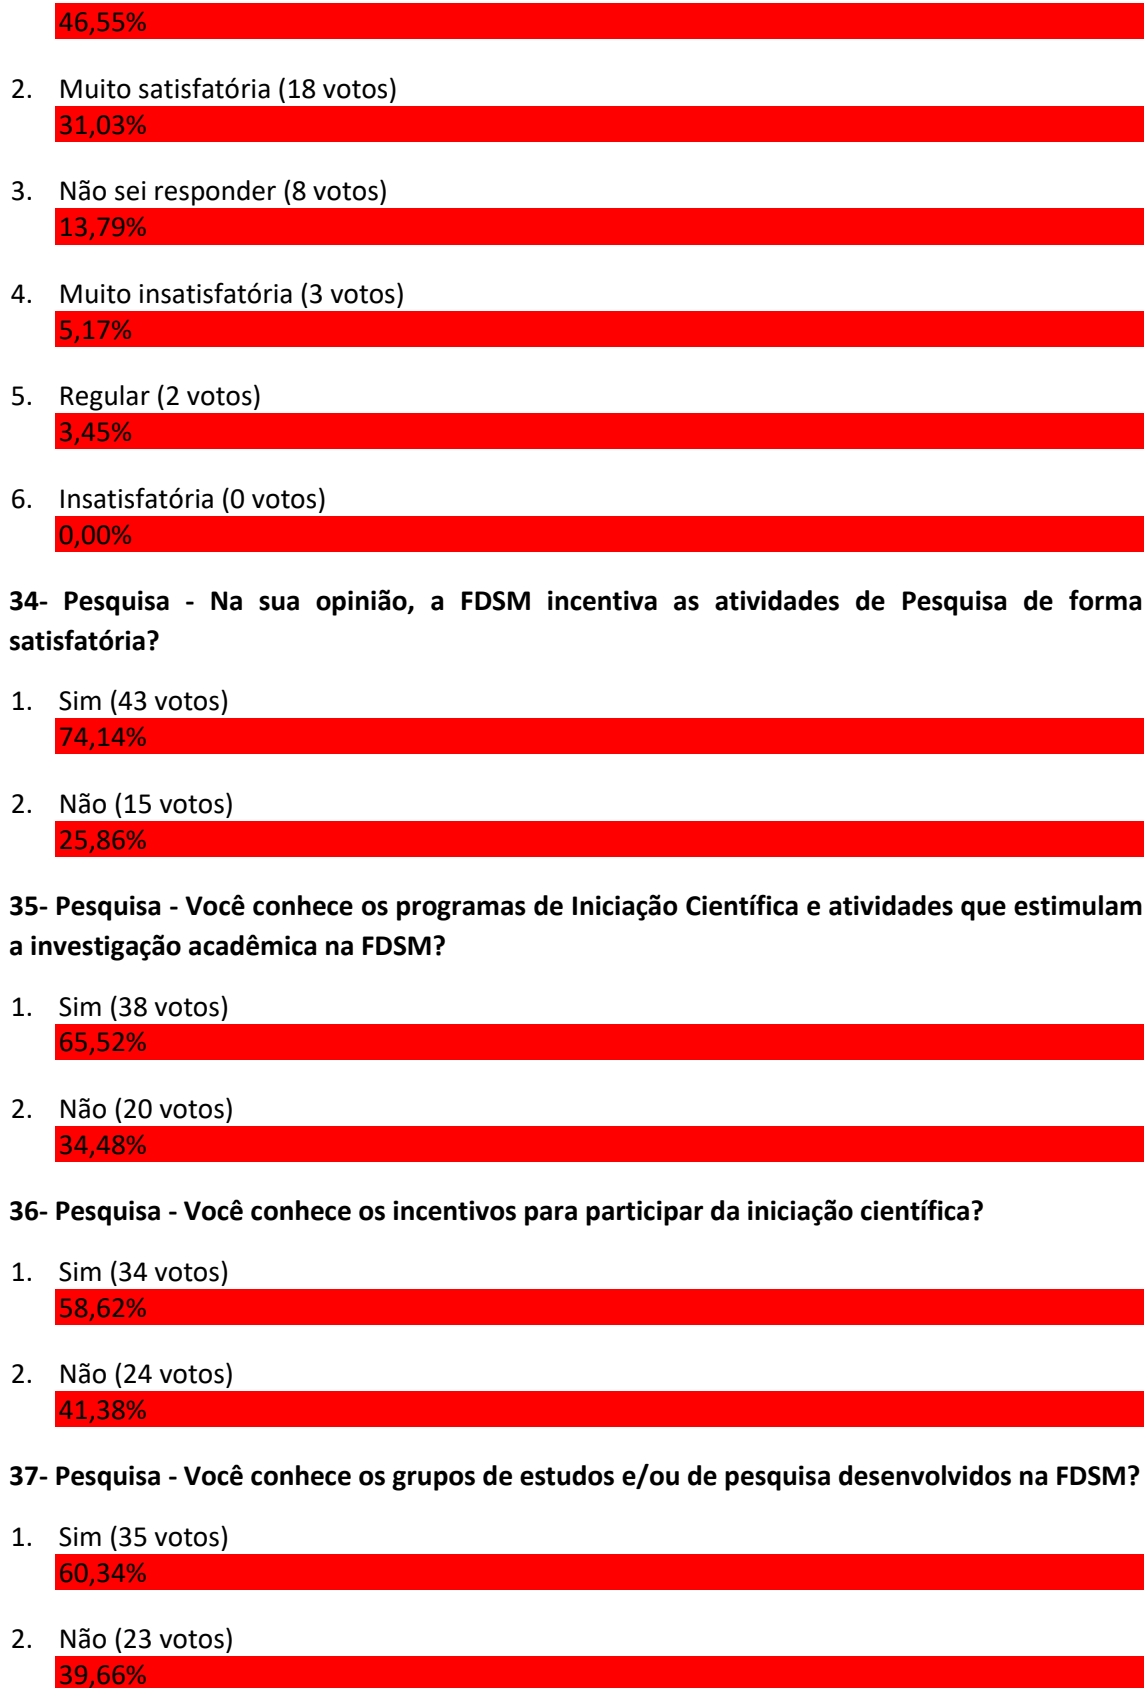 46,55%
2. Muito satisfatória (18 votos)
31,03%
3. Não sei responder (8 votos)
13,79%
4. Muito insatisfatória (3 votos)
5,17%
5. Regular (2 votos)
3,45%
6. Insatisfatória (0 votos)
0,00%
34- Pesquisa - Na sua opinião, a FDSM incentiva as atividades de Pesquisa de forma
satisfatória?
1. Sim (43 votos)
74,14%
2. Não (15 votos)
25,86%
35- Pesquisa - Você conhece os programas de Iniciação Científica e atividades que estimulam
a investigação acadêmica na FDSM?
1. Sim (38 votos)
65,52%
2. Não (20 votos)
34,48%
36- Pesquisa - Você conhece os incentivos para participar da iniciação científica?
1. Sim (34 votos)
58,62%
2. Não (24 votos)
41,38%
37- Pesquisa - Você conhece os grupos de estudos e/ou de pesquisa desenvolvidos na FDSM?
1. Sim (35 votos)
60,34%
2. Não (23 votos)
39,66%